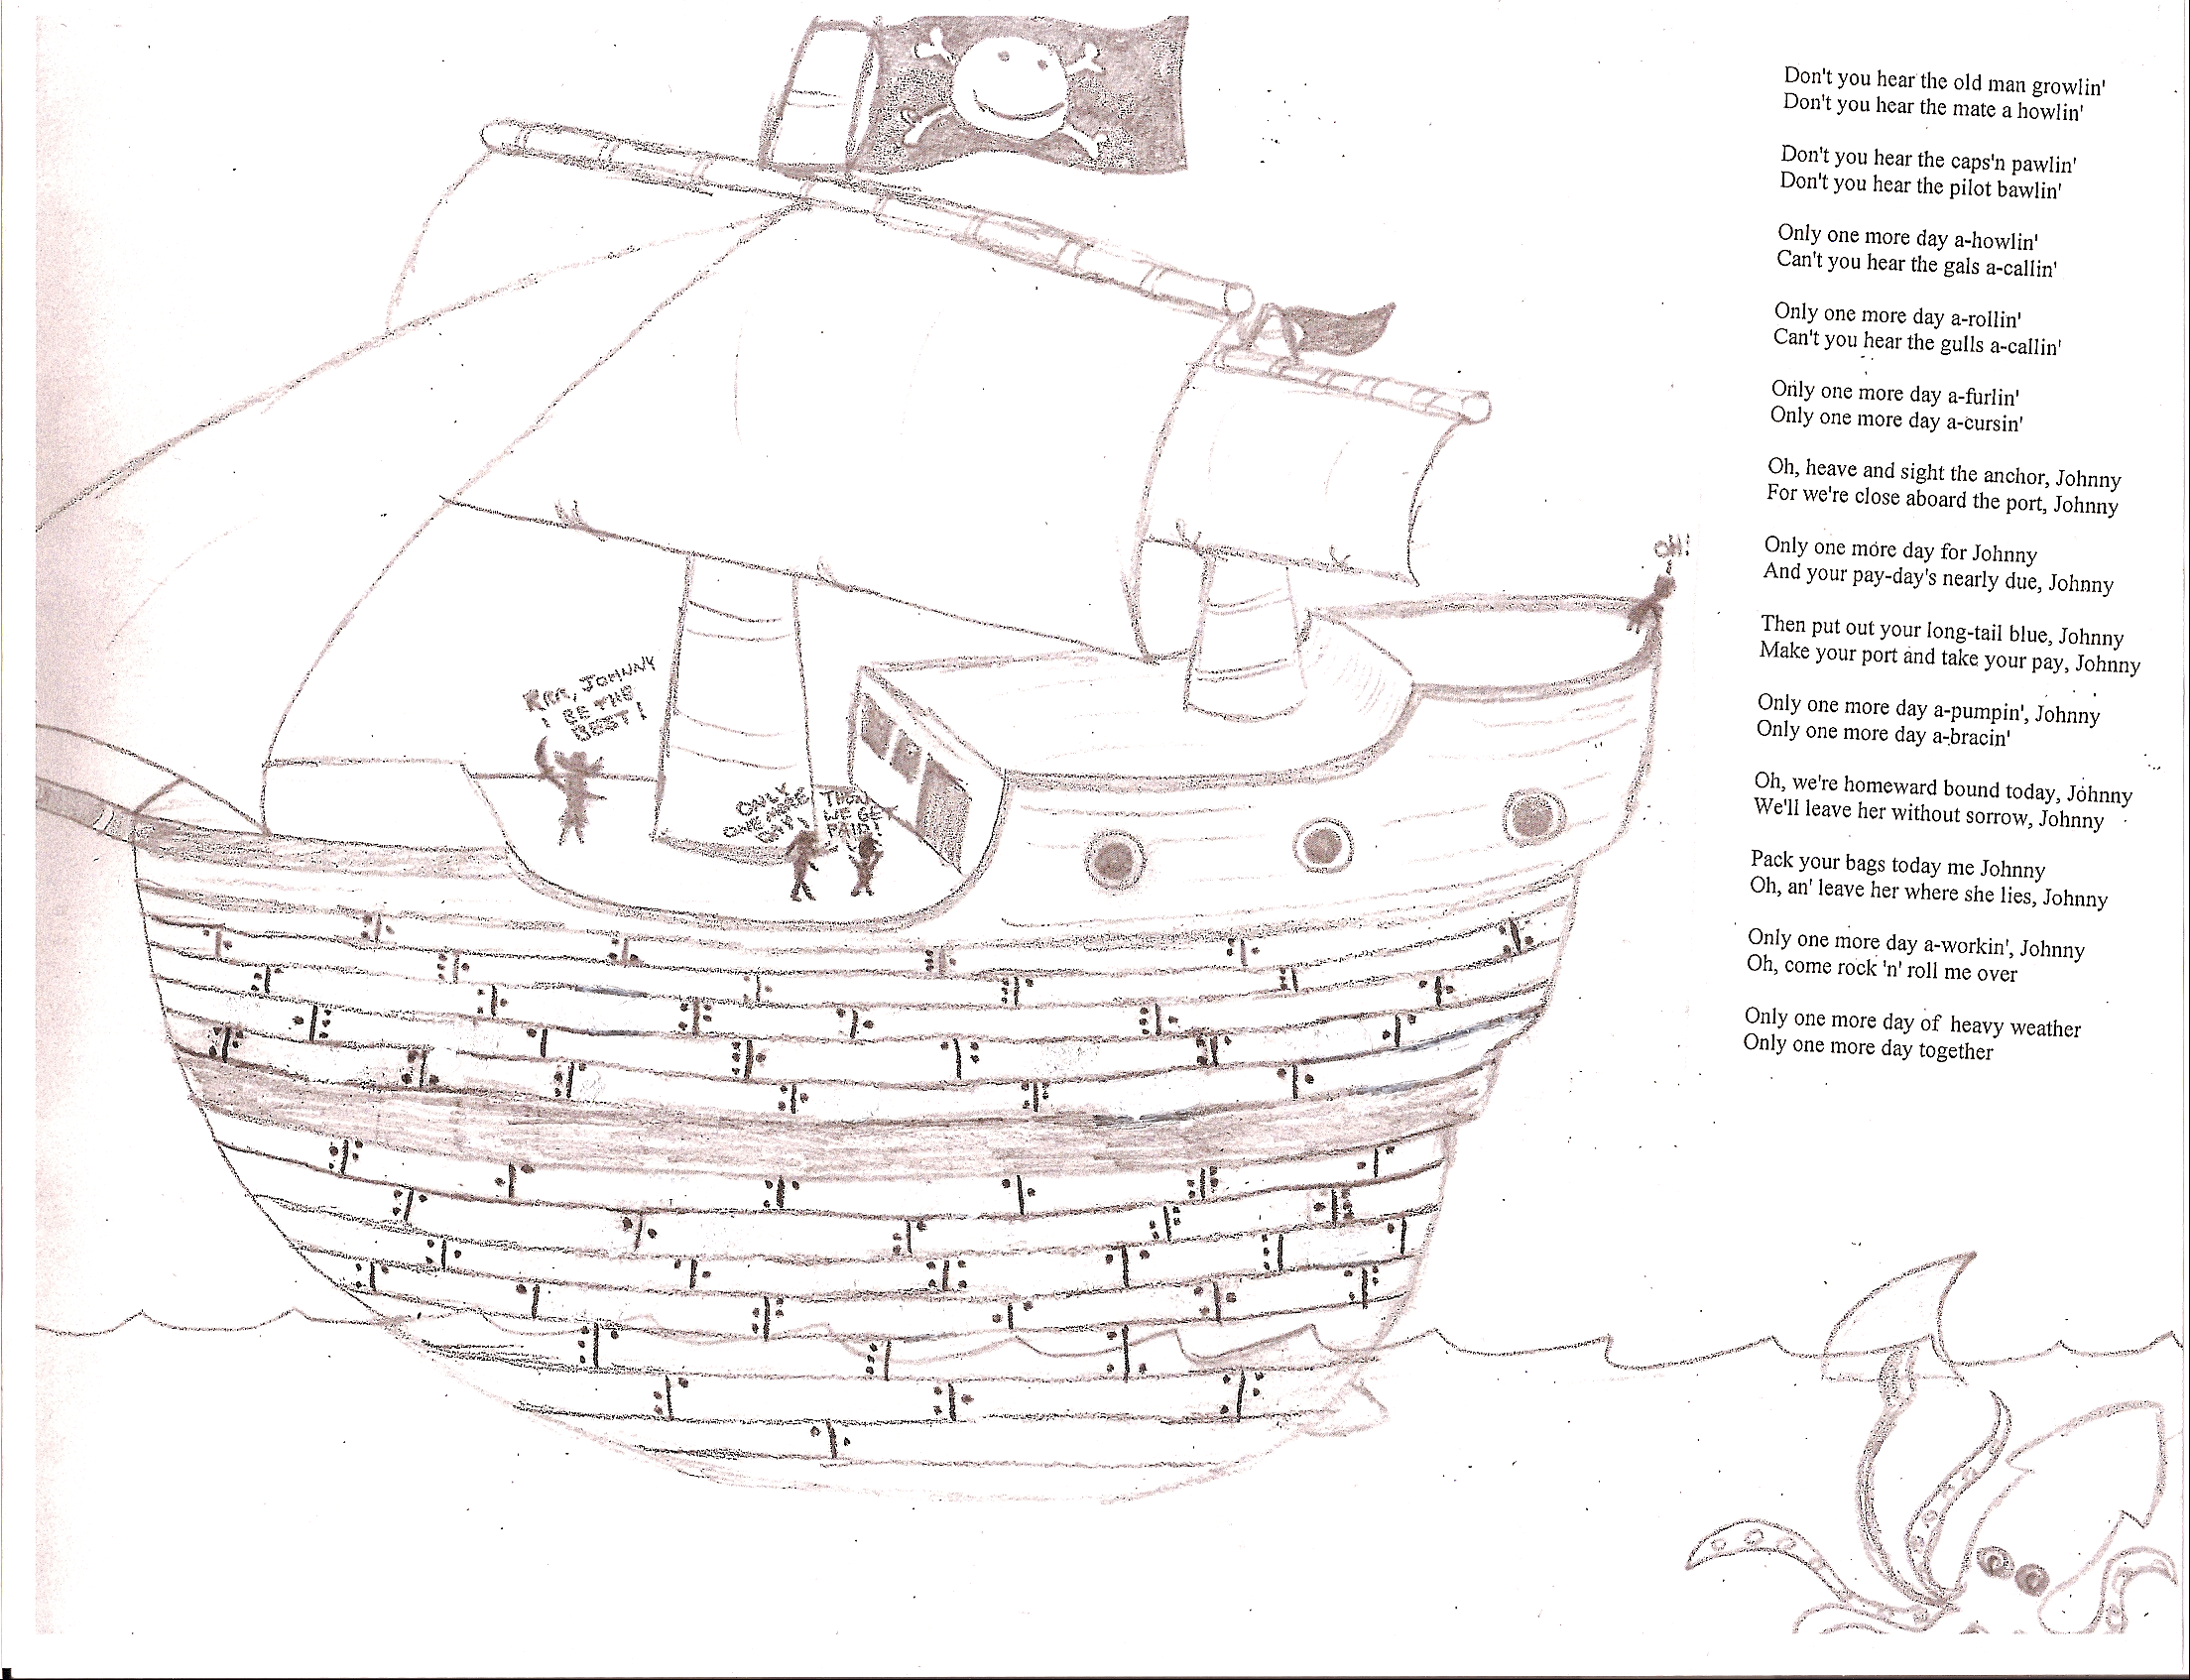 Don't you hear the old man growlin'
Don't you hear the mate a howlin'
Don't you hear the caps'n pawlin'
Don't you hear the pilot bawlin'
Only one more day a-howlin'
Can't you hear the gals a-callin'
Only one more day a-rollin'
Can't you hear the gulls a-callin'
Only one more day a-furlin'
Only one more day a-cursin'
Oh, heave and sight the anchor, Johnny
For we're close aboard the port, Johnny
Only one more day for Johnny
And your pay-day's nearly due, Johnny
Then put out your long-tail blue, Johnny
Make your port and take your pay, Johnny
Only one more day a-pumpin', Johnny
Only one more day a-bracin'
Oh, we're homeward bound today, Johnny
We'll leave her without sorrow, Johnny
Pack your bags today me Johnny
Oh, an' leave her where she lies, Johnny
Only one more day a-workin', Johnny
Oh, come rock 'n' roll me over
Only one more day of heavy weather
Only one more day together
OH!
RRR, JOHNNY
I BE THE
BEST!
ONLY
ONE MORE
DAY,
THEN
WE GET
PAID!